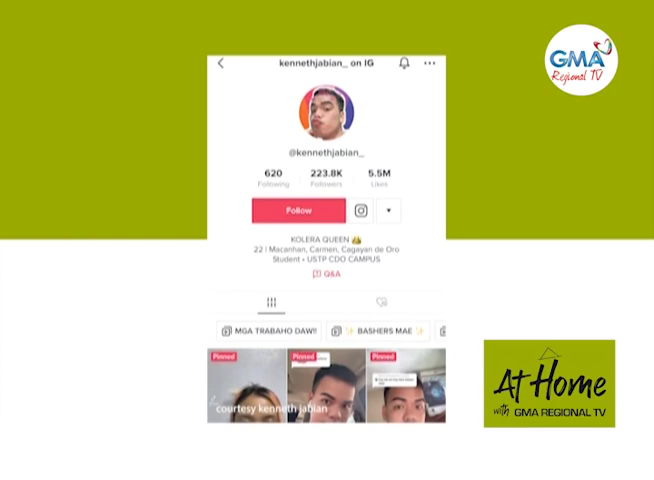 GMA
Regional TV
kennethjabian_ on IG
@kennethjabian_
620
Following
223.8K
Followers
5.5M
Likes
Follow
KOLERA QUEEN
22 | Macanhan, Carmen, Cagayan de Oro
Student • USTP CDO CAMPUS
Q&A
MGA TRABAHO DAW!!
✨ BASHERS MAE ✨
Pinned
Pinned
Pinned
courtesy kenneth jabian
At Home
with GMA REGIONAL TV